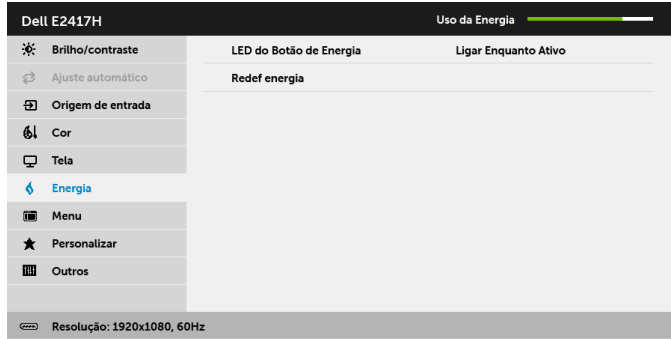 Dell E2417H
Uso da Energia
Brilho/contraste
LED do Botão de Energia
Ligar Enquanto Ativo
Ajuste automático
Redef energia
Origem de entrada
Cor
Tela
Energia
Menu
Personalizar
Outros
Resolução: 1920x1080, 60Hz